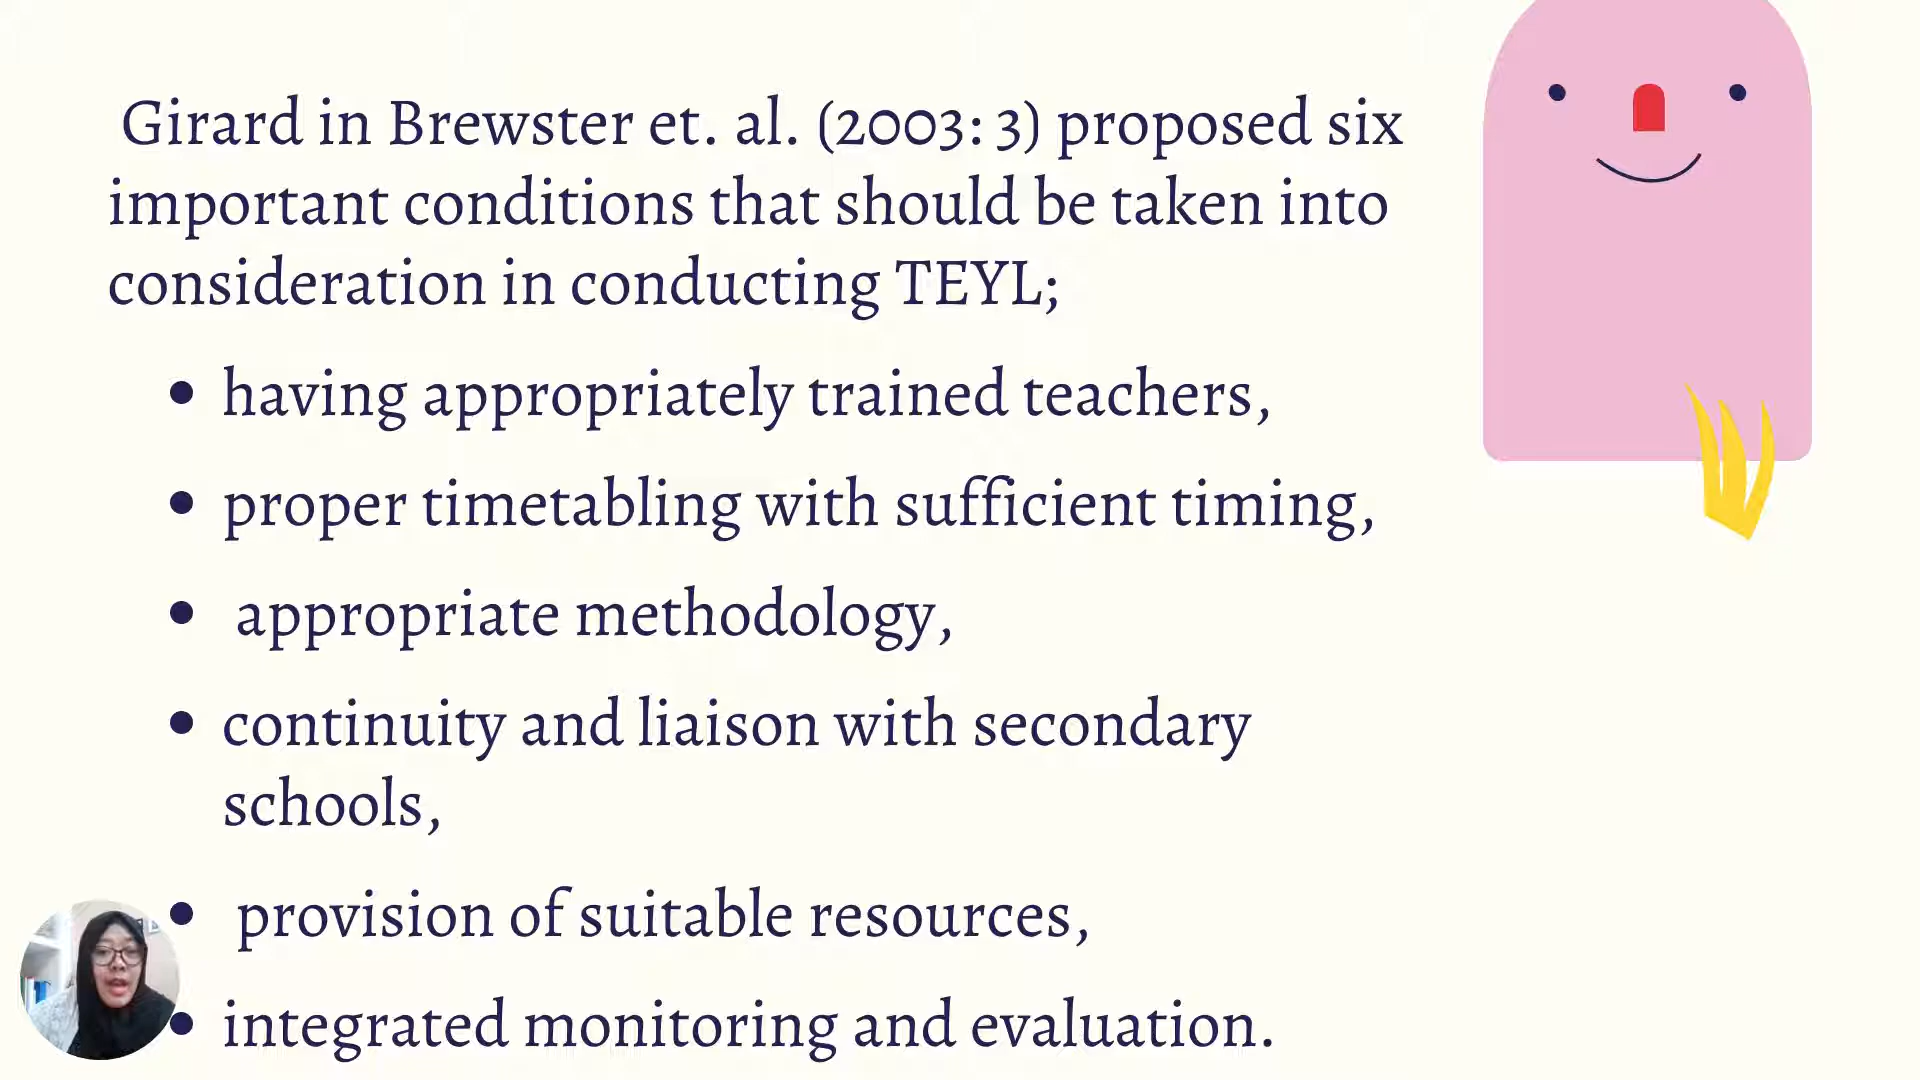 Girard in Brewster et. al. (2003: 3) proposed six
important conditions that should be taken into
consideration in conducting TEYL;
• having appropriately trained teachers,
• proper timetabling with sufficient timing,
• appropriate methodology,
• continuity and liaison with secondary
schools,
• provision of suitable resources,
• integrated monitoring and evaluation.